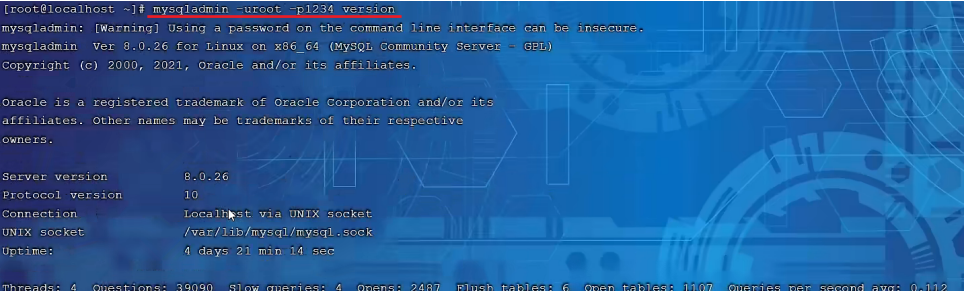 [root@localhost ~]# mysqladmin -uroot -p1234 version
mysqladmin: [Warning] Using a password on the command line interface can be insecure.
mysqladmin  Ver 8.0.26 for Linux on x86_64 (MySQL Community Server - GPL)
Copyright (c) 2000, 2021, Oracle and/or its affiliates.
Oracle is a registered trademark of Oracle Corporation and/or its
affiliates. Other names may be trademarks of their respective
owners.
Server version          8.0.26
Protocol version        10
Connection              Localhost via UNIX socket
UNIX socket             /var/lib/mysql/mysql.sock
Uptime:                 4 days 21 min 14 sec
Threads: 4  Questions: 39090  Slow queries: 4  Opens: 2487  Flush tables: 6  Open tables: 1107  Queries per second avg: 0.112